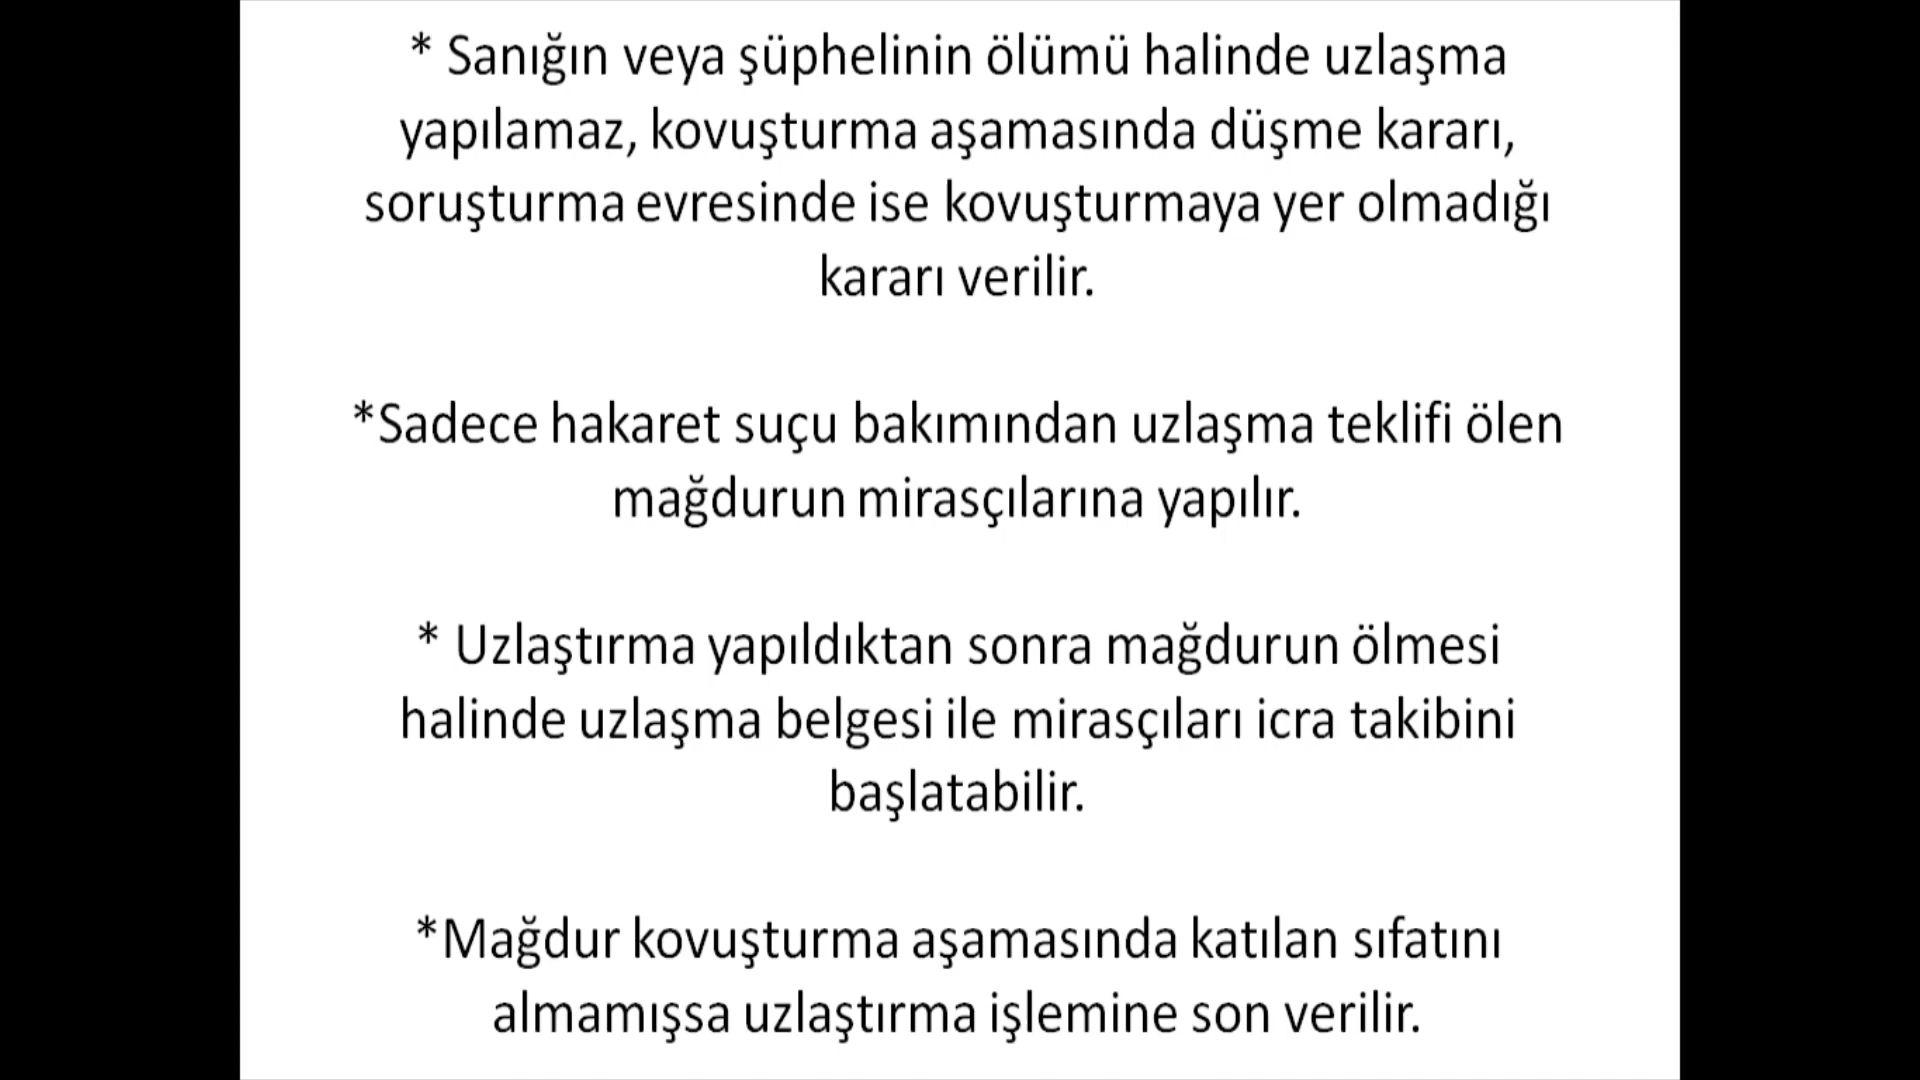 * Sanığın veya şüphelinin ölümü halinde uzlaşma
yapılamaz, kovuşturma aşamasında düşme kararı,
soruşturma evresinde ise kovuşturmaya yer olmadığı
kararı verilir.
*Sadece hakaret suçu bakımından uzlaşma teklifi ölen
mağdurun mirasçılarına yapılır.
* Uzlaştırma yapıldıktan sonra mağdurun ölmesi
halinde uzlaşma belgesi ile mirasçıları icra takibini
başlatabilir.
*Mağdur kovuşturma aşamasında katılan sıfatını
almamışsa uzlaştırma işlemine son verilir.